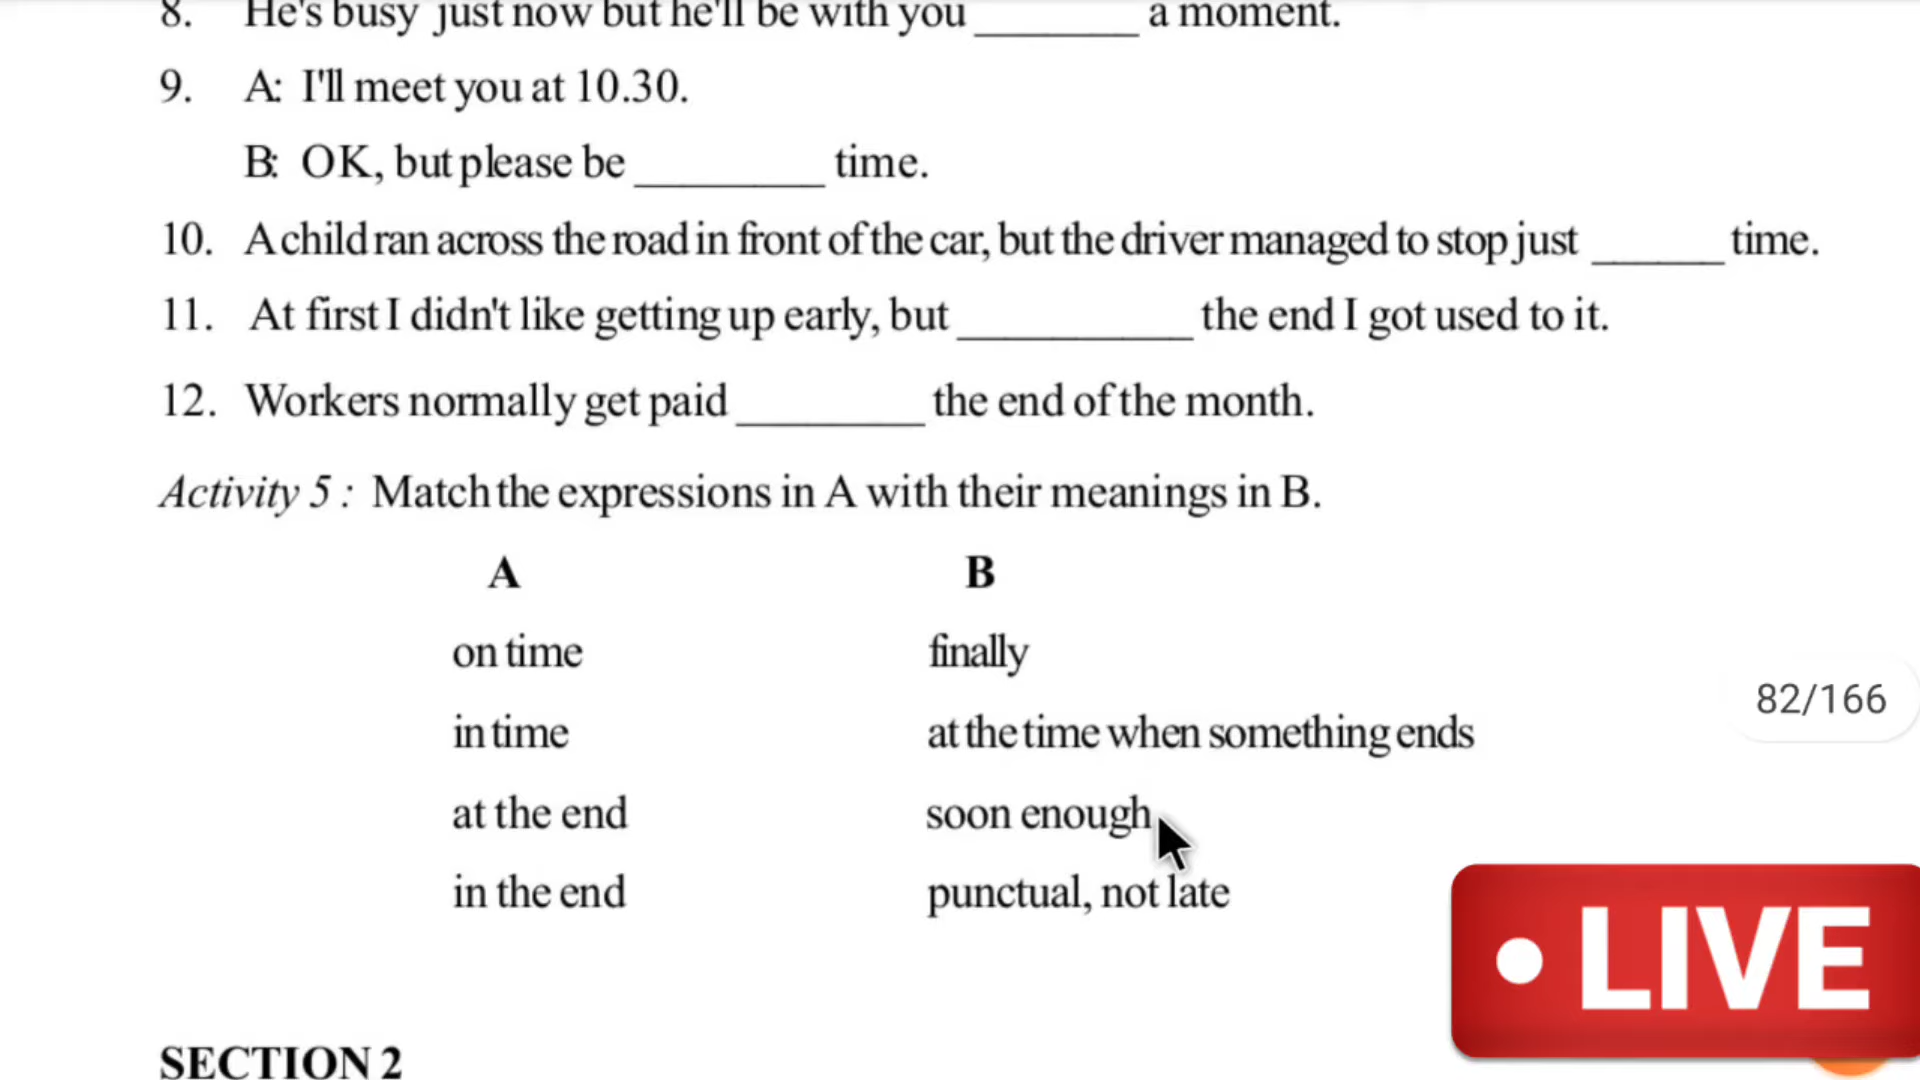 8. He's busy just now but he'll be with you _______ a moment.
9. A: I'll meet you at 10.30.
B: OK, but please be ________ time.
10. A child ran across the road in front of the car, but the driver managed to stop just ______ time.
11. At first I didn't like getting up early, but __________ the end I got used to it.
12. Workers normally get paid ________ the end of the month.
Activity 5 : Match the expressions in A with their meanings in B.
A B
on time finally
in time at the time when something ends
82/166
at the end soon enough
in the end punctual, not late
LIVE
SECTION 2